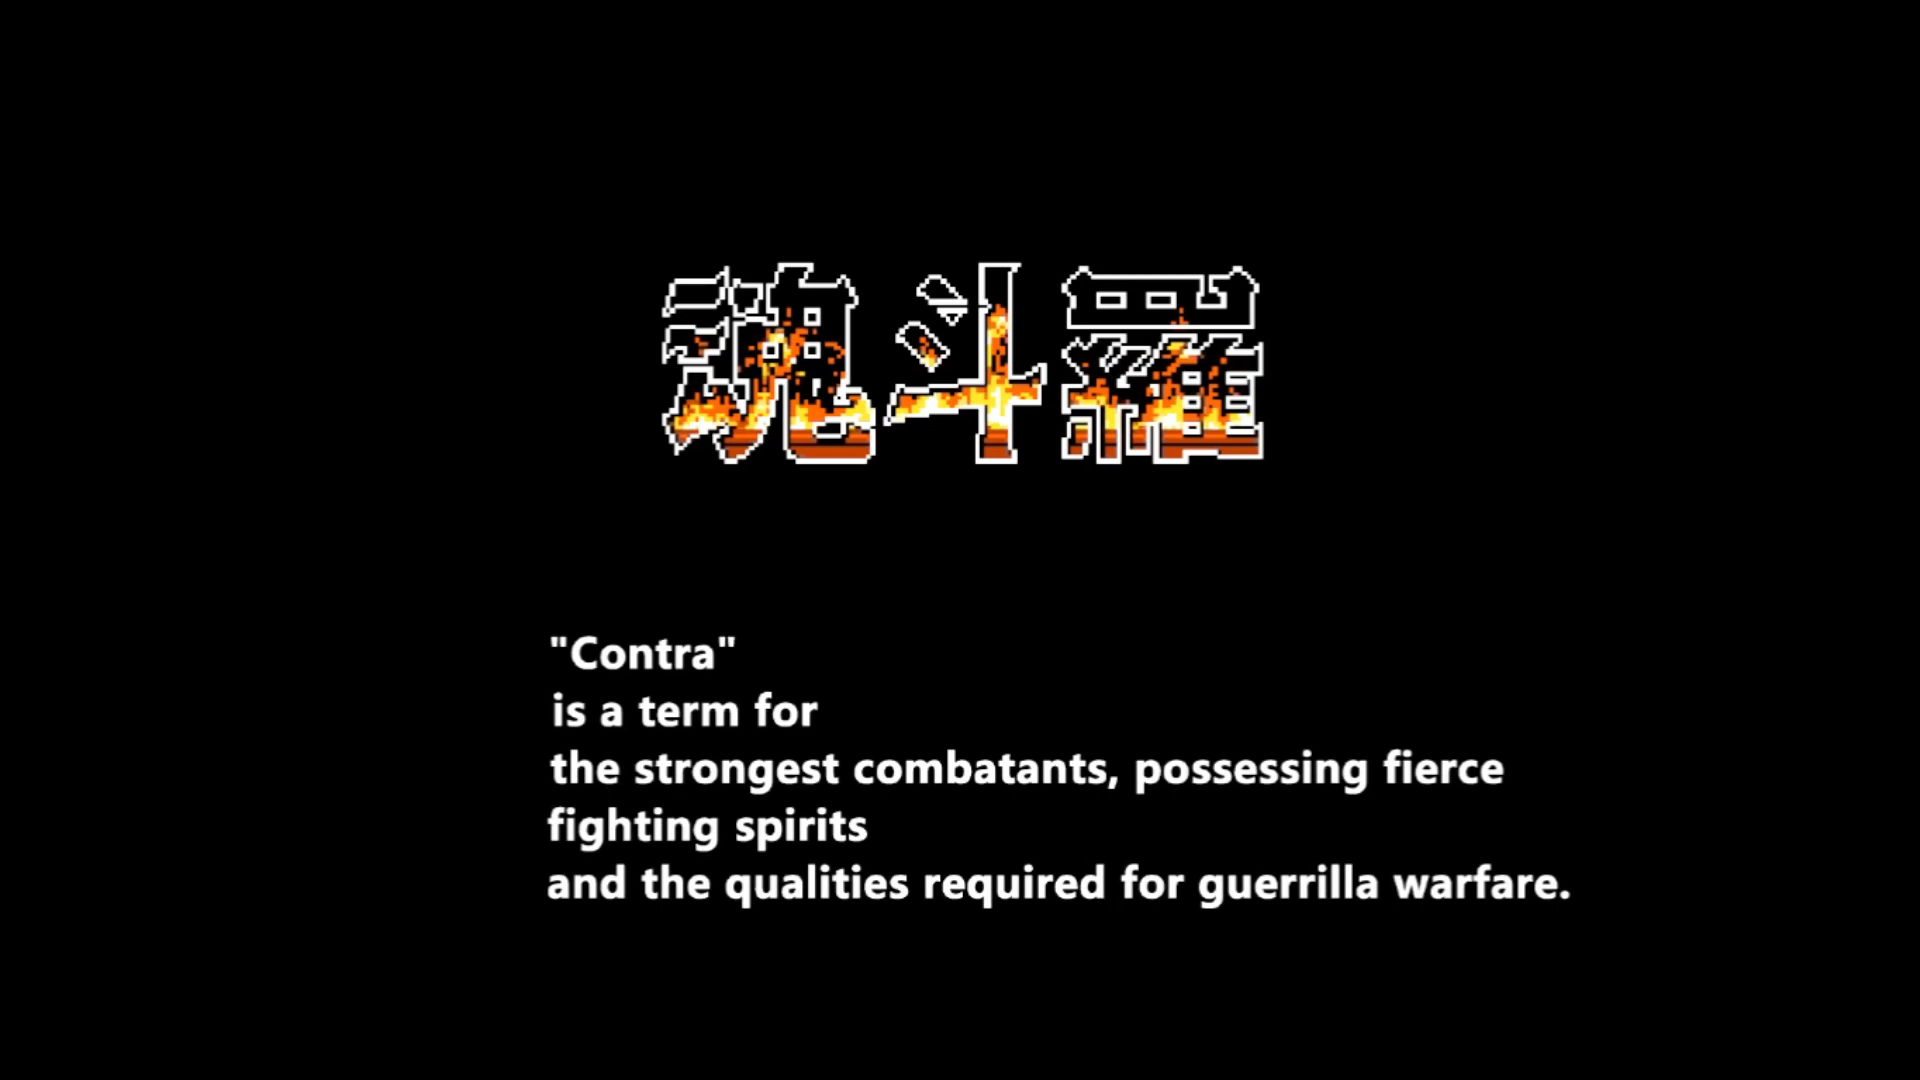 魂斗羅
"Contra"
is a term for
the strongest combatants, possessing fierce
fighting spirits
and the qualities required for guerrilla warfare.